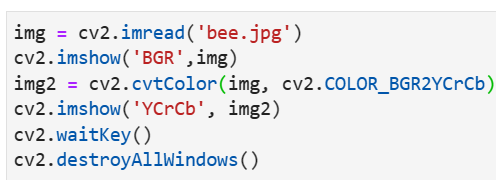 img = cv2.imread('bee.jpg')
cv2.imshow('BGR',img)
img2 = cv2.cvtColor(img, cv2.COLOR_BGR2YCrCb)
cv2.imshow('YCrCb', img2)
cv2.waitKey()
cv2.destroyAllWindows()